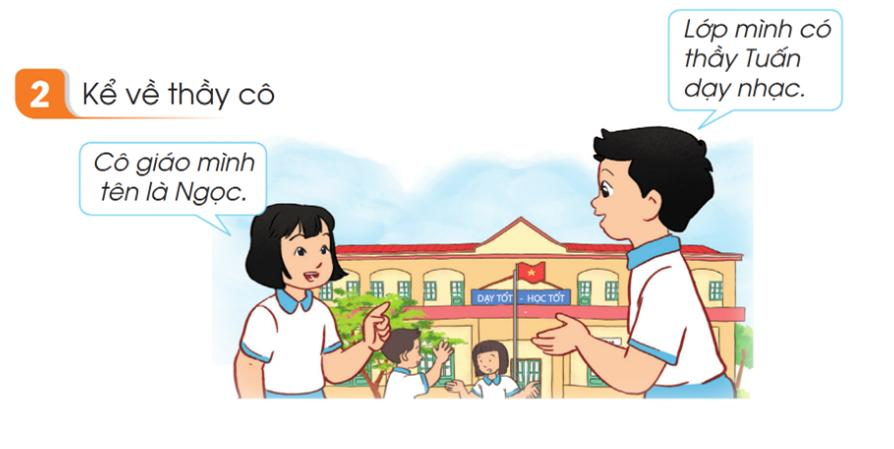 2 Kể về thầy cô
Lớp mình có
thầy Tuấn
dạy nhạc.
Cô giáo mình
tên là Ngọc.
DẠY TỐT - HỌC TỐT